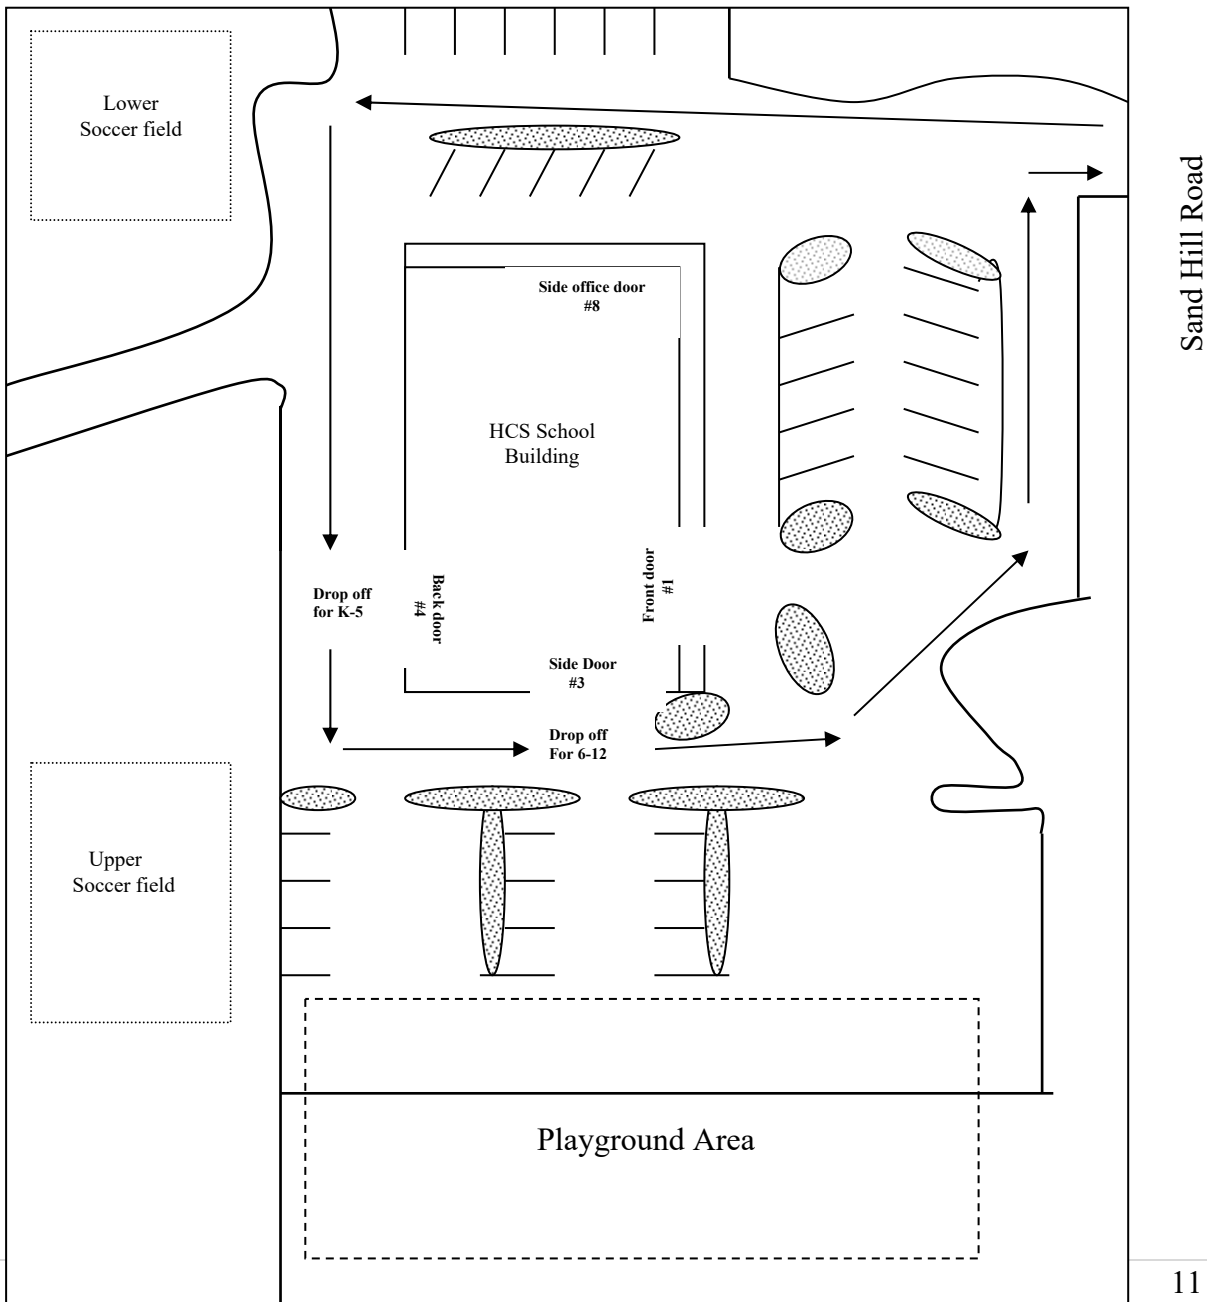 Lower
Soccer field
Sand Hill Road
Side office door
#8
HCS School
Building
Drop off
for K-5
Back door
#4
Front door
#1
Side Door
#3
Drop off
For 6-12
Upper
Soccer field
Playground Area
11